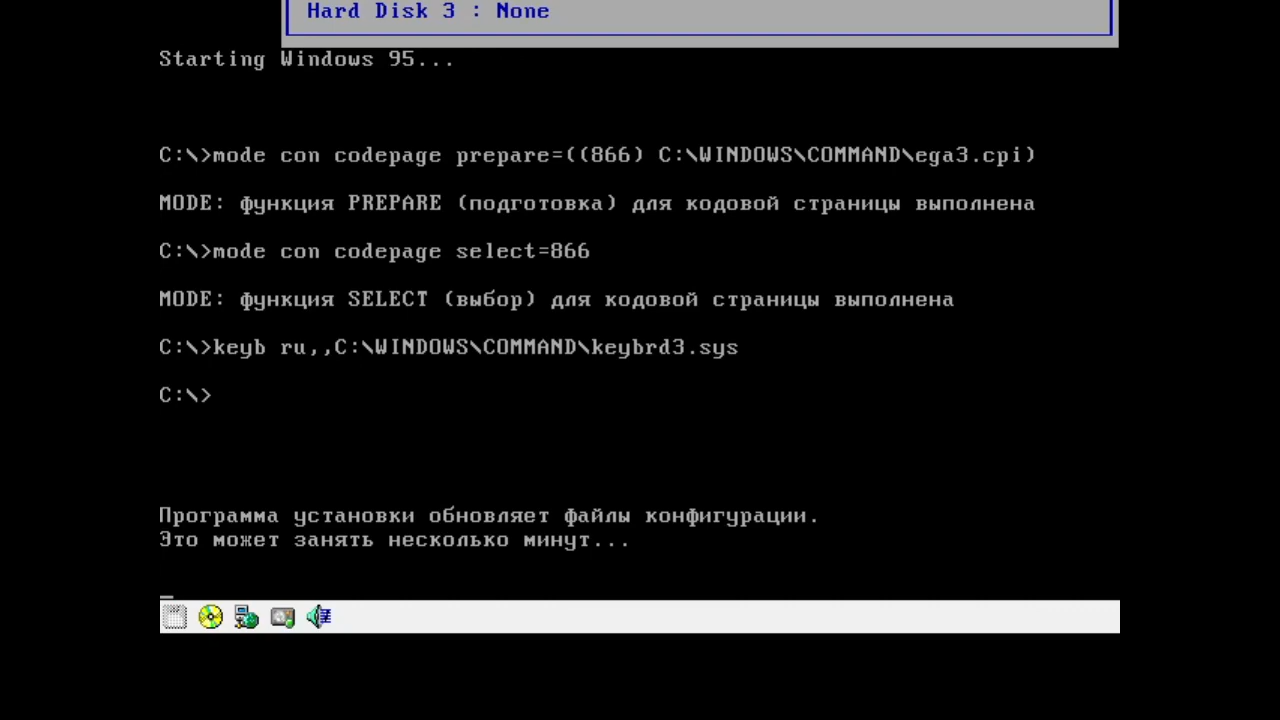 Hard Disk 3 : None
Starting Windows 95...
C:\>mode con codepage prepare=((866) C:\WINDOWS\COMMAND\ega3.cpi)
MODE: функция PREPARE (подготовка) для кодовой страницы выполнена
C:\>mode con codepage select=866
MODE: функция SELECT (выбор) для кодовой страницы выполнена
C:\>keyb ru,,C:\WINDOWS\COMMAND\keybrd3.sys
C:\>
Программа установки обновляет файлы конфигурации.
Это может занять несколько минут...
_